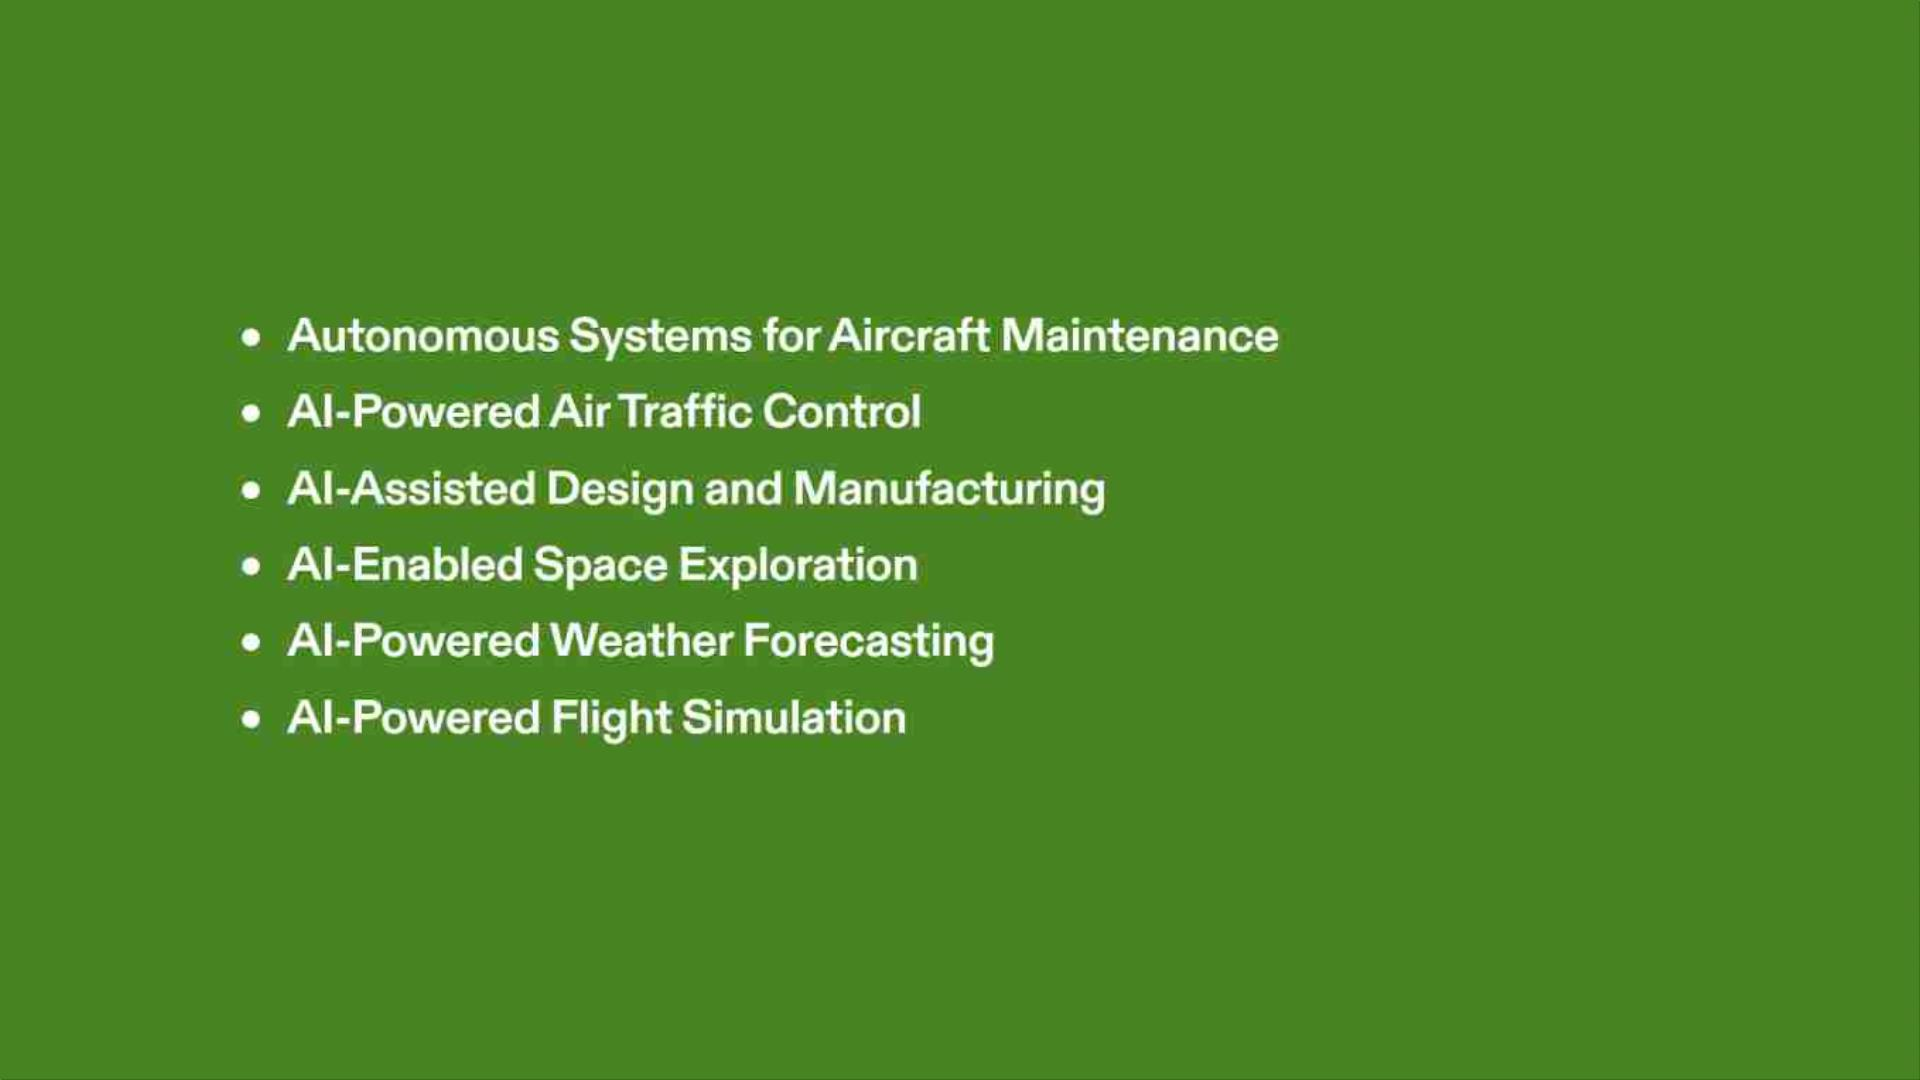 • Autonomous Systems for Aircraft Maintenance
• AI-Powered Air Traffic Control
• AI-Assisted Design and Manufacturing
• AI-Enabled Space Exploration
• AI-Powered Weather Forecasting
• AI-Powered Flight Simulation